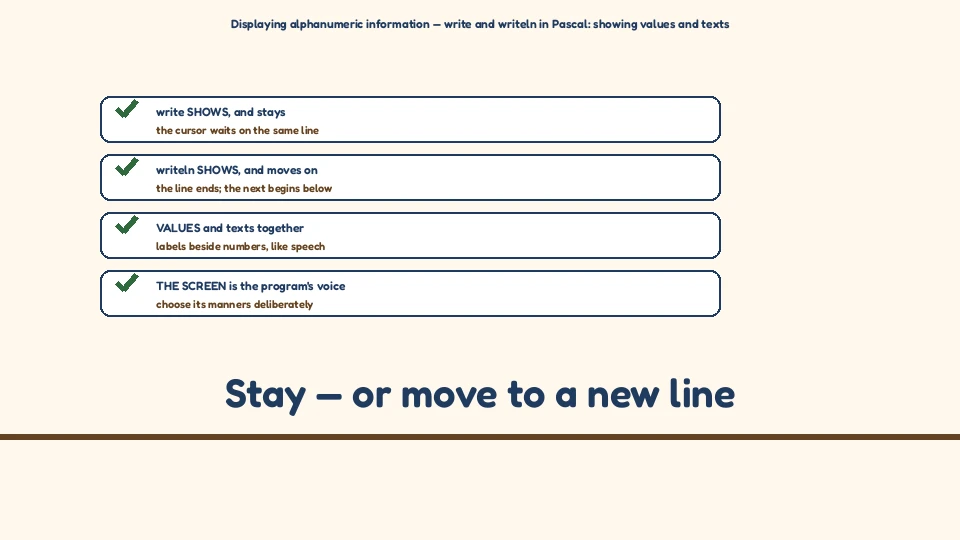 Displaying alphanumeric information — write and writeln in Pascal: showing values and texts
write SHOWS, and stays
the cursor waits on the same line
writeln SHOWS, and moves on
the line ends; the next begins below
VALUES and texts together
labels beside numbers, like speech
THE SCREEN is the program's voice
choose its manners deliberately
Stay — or move to a new line